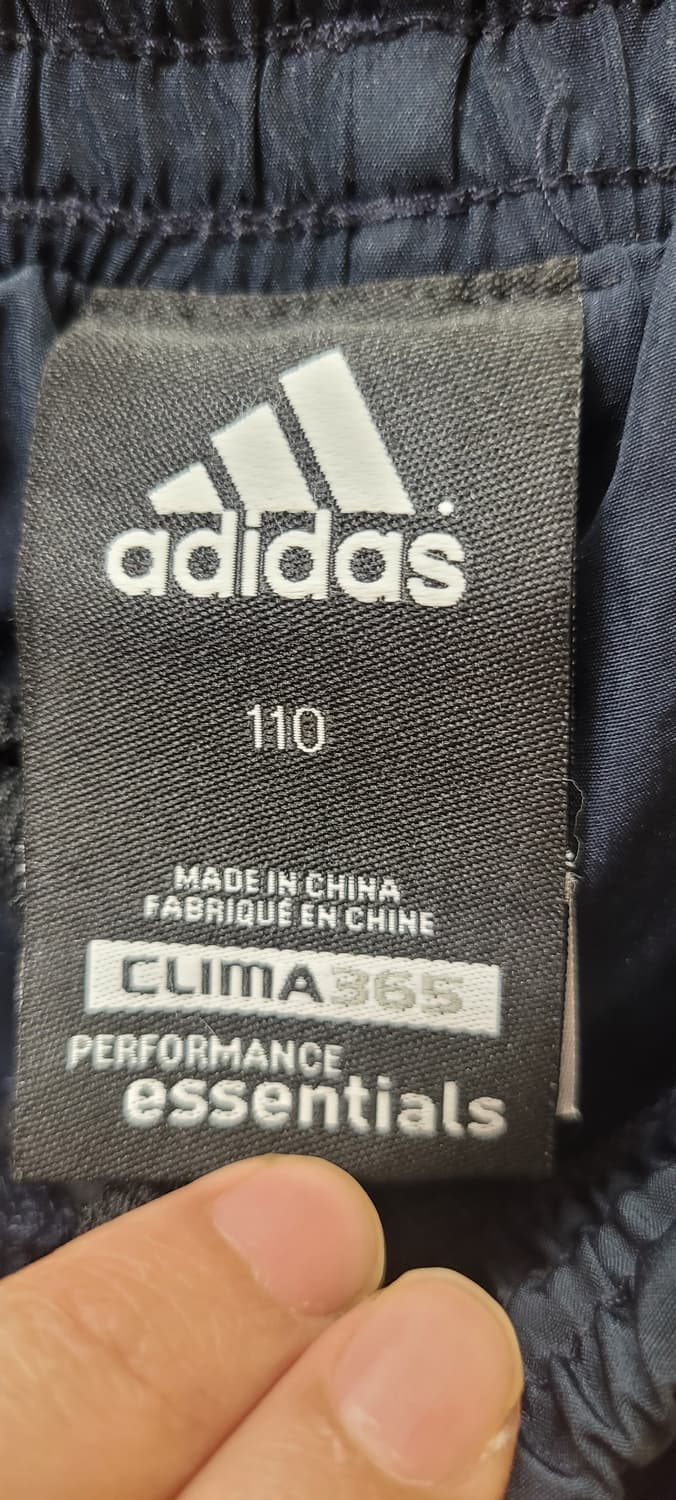 adidas
110
MADE IN CHINA
FABRIQUÉ EN CHINE
CLIMA365
PERFORMANCE
essentials